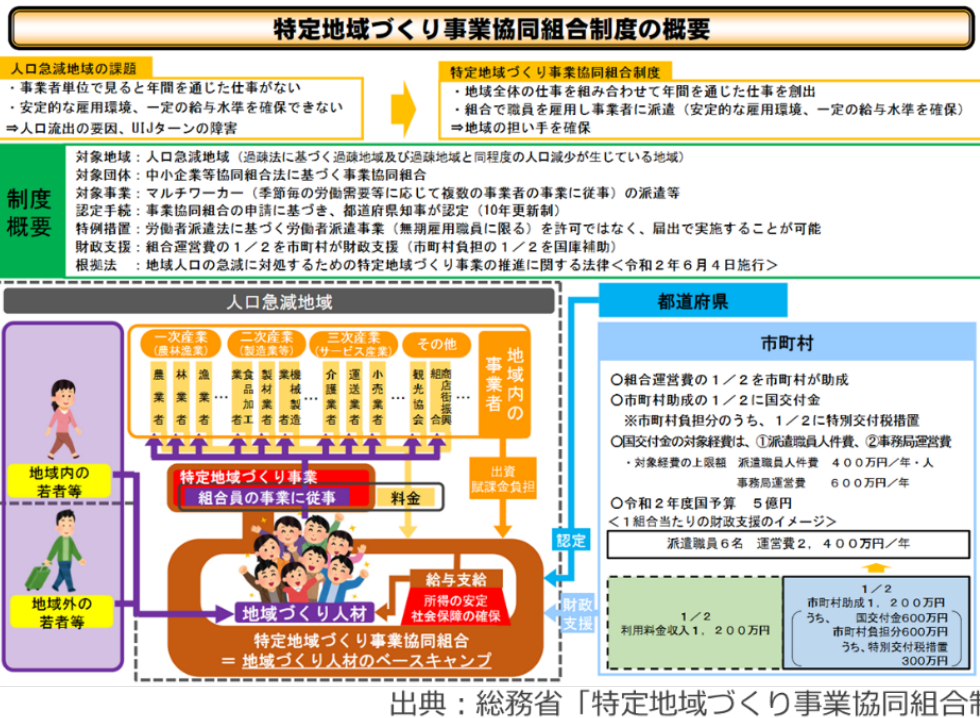 特定地域づくり事業協同組合制度の概要
人口急減地域の課題
・事業者単位で見ると年間を通じた仕事がない
・安定的な雇用環境、一定の給与水準を確保できない
⇒人口流出の要因、UIJターンの障害
特定地域づくり事業協同組合制度
・地域全体の仕事を組み合わせて年間を通じた仕事を創出
・組合で職員を雇用し事業者に派遣（安定的な雇用環境、一定の給与水準を確保）
⇒地域の担い手を確保
制度
概要
対象地域：人口急減地域（過疎法に基づく過疎地域及び過疎地域と同程度の人口減少が生じている地域）
対象団体：中小企業等協同組合法に基づく事業協同組合
対象事業：マルチワーカー（季節毎の労働需要等に応じて複数の事業者の事業に従事）の派遣等
認定手続：事業協同組合の申請に基づき、都道府県知事が認定（10年更新制）
特例措置：労働者派遣法に基づく労働者派遣事業（無期雇用職員に限る）を許可ではなく、届出で実施することが可能
財政支援：組合運営費の１／２を市町村が財政支援（市町村負担の１／２を国庫補助）
根拠法　：地域人口の急減に対処するための特定地域づくり事業の推進に関する法律＜令和２年６月４日施行＞
人口急減地域
一次産業
（農林漁業）
農業者
林業者
漁業者
…
二次産業
（製造業等）
食品加工業者
製材業者
機械製造業者
…
三次産業
（サービス産業）
介護業者
運送業者
小売業者
…
その他
観光協会
商店街振興組合
地域内の
事業者
地域内の
若者等
地域外の
若者等
特定地域づくり事業
組合員の事業に従事
料金
出資
賦課金負担
地域づくり人材
給与支給
所得の安定
社会保障の確保
特定地域づくり事業協同組合
＝ 地域づくり人材のベースキャンプ
都道府県
認定
財政
支援
市町村
〇組合運営費の１／２を市町村が助成
〇市町村助成の１／２に国交付金
※市町村負担分のうち、１／２に特別交付税措置
〇国交付金の対象経費は、①派遣職員人件費、②事務局運営費
・対象経費の上限額　派遣職員人件費　４００万円／年・人
事務局運営費　６００万円／年
〇令和２年度国予算　５億円
＜１組合当たりの財政支援のイメージ＞
派遣職員６名　運営費２，４００万円／年
１／２
利用料金収入１，２００万円
１／２
市町村助成１，２００万円
うち、　国交付金600万円
市町村負担分600万円
うち、特別交付税措置
300万円
出典：総務省「特定地域づくり事業協同組合制